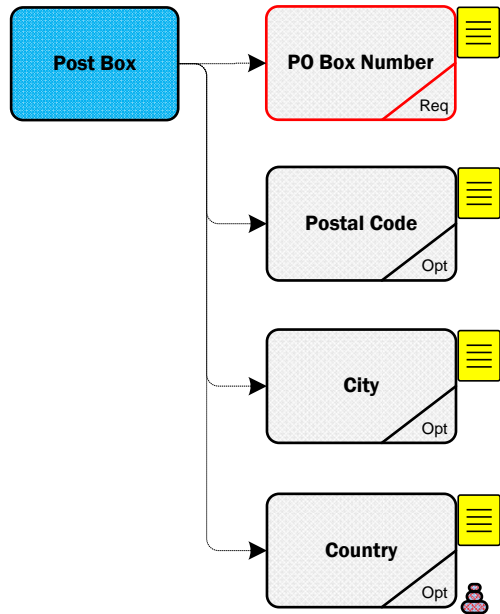 Post Box
PO Box Number
Req
Postal Code
Opt
City
Opt
Country
Opt